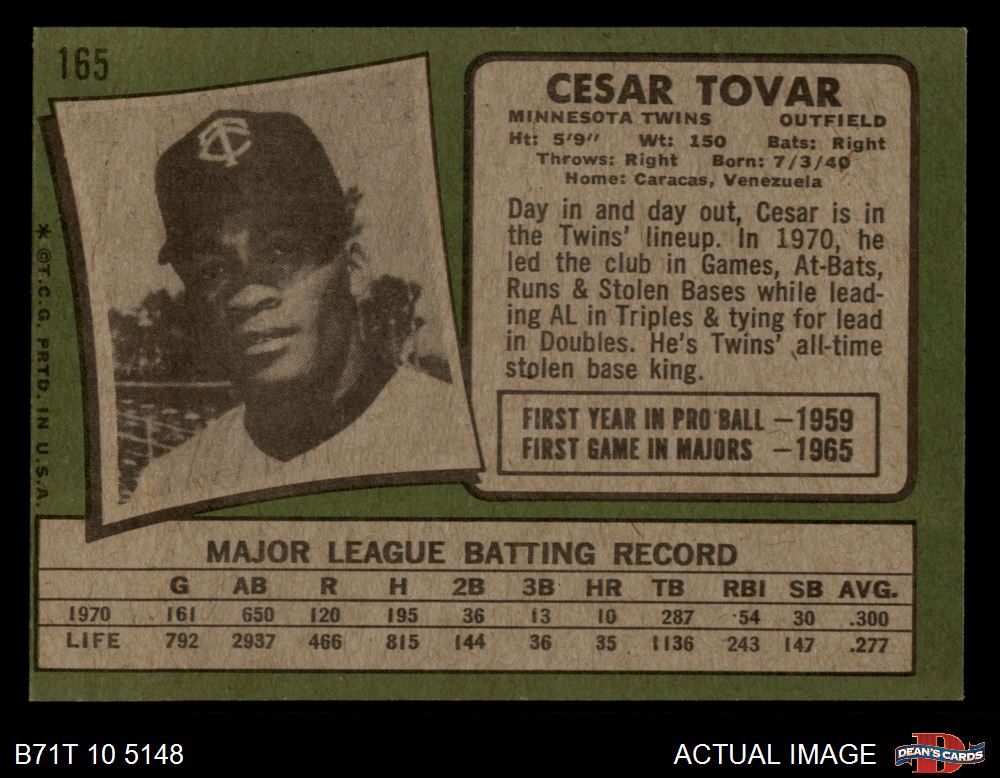 165
TC
CESAR TOVAR
MINNESOTA TWINS OUTFIELD
Ht: 5'9" Wt: 150 Bats: Right
Throws: Right Born: 7/3/40
Home: Caracas, Venezuela
Day in and day out, Cesar is in
the Twins' lineup. In 1970, he
led the club in Games, At-Bats,
Runs & Stolen Bases while lead-
ing AL in Triples & tying for lead
in Doubles. He's Twins' all-time
stolen base king.
FIRST YEAR IN PRO BALL —1959
FIRST GAME IN MAJORS —1965
* ©T.C.G. PRTD. IN U.S.A.
MAJOR LEAGUE BATTING RECORD
G AB R H 2B 3B HR TB RBI SB AVG.
1970 161 650 120 195 36 13 10 287 54 30 .300
LIFE 792 2937 466 815 144 36 35 1136 243 147 .277
B71T 10 5148
ACTUAL IMAGE
D
DEAN'S CARDS